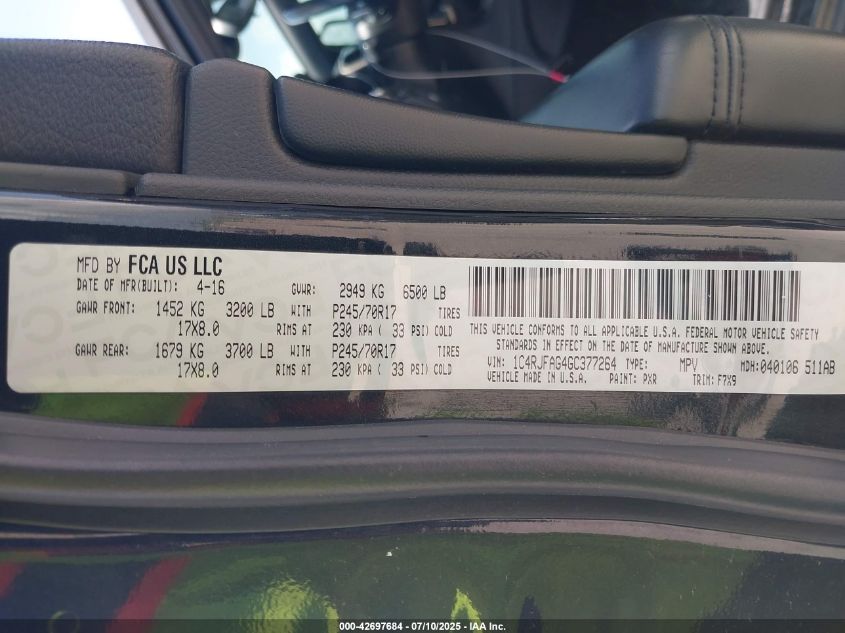 MFD BY FCA US LLC
DATE OF MFR(BUILT): 4-16 GVWR: 2949 KG 6500 LB
GAWR FRONT: 1452 KG 3200 LB WITH P245/70R17 TIRES
17X8.0 RIMS AT 230 KPA ( 33 PSI) COLD
GAWR REAR: 1679 KG 3700 LB WITH P245/70R17 TIRES
17X8.0 RIMS AT 230 KPA ( 33 PSI) COLD
THIS VEHICLE CONFORMS TO ALL APPLICABLE U.S.A. FEDERAL MOTOR VEHICLE SAFETY
STANDARDS IN EFFECT ON THE DATE OF MANUFACTURE SHOWN ABOVE.
VIN: 1C4RJFAG4GC377264 TYPE: MPV MDH:040106 511AB
VEHICLE MADE IN U.S.A. PAINT: PXR TRIM: F7X9
000-42697684 - 07/10/2025 - IAA Inc.